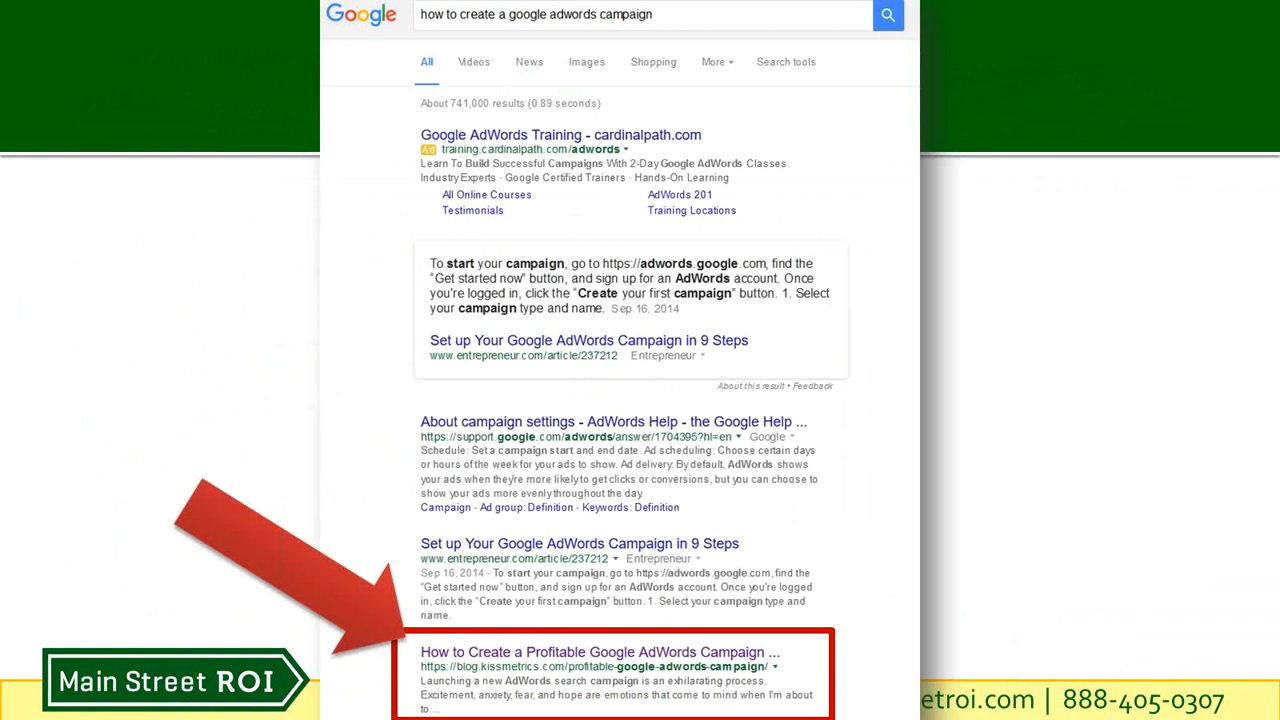 Google
how to create a google adwords campaign
All Videos News Images Shopping More Search tools
About 741,000 results (0.89 seconds)
Google AdWords Training - cardinalpath.com
Ad training.cardinalpath.com/adwords
Learn To Build Successful Campaigns With 2-Day Google AdWords Classes.
Industry Experts · Google Certified Trainers · Hands-On Learning
All Online Courses AdWords 201
Testimonials Training Locations
To start your campaign, go to https://adwords.google.com, find the
"Get started now" button, and sign up for an AdWords account. Once
you're logged in, click the "Create your first campaign" button. 1. Select
your campaign type and name. Sep 16, 2014
Set up Your Google AdWords Campaign in 9 Steps
www.entrepreneur.com/article/237212 Entrepreneur
About this result • Feedback
About campaign settings - AdWords Help - the Google Help ...
https://support.google.com/adwords/answer/1704395?hl=en Google
Schedule: Set a campaign start and end date. Ad scheduling: Choose certain days
or hours of the week for your ads to show. Ad delivery: By default, AdWords shows
your ads when they're more likely to get clicks or conversions, but you can choose to
show your ads more evenly throughout the day.
Campaign - Ad group: Definition - Keywords: Definition
Set up Your Google AdWords Campaign in 9 Steps
www.entrepreneur.com/article/237212 Entrepreneur
Sep 16, 2014 - To start your campaign, go to https://adwords.google.com, find the
"Get started now" button, and sign up for an AdWords account. Once you're logged
in, click the "Create your first campaign" button. 1. Select your campaign type and
name.
How to Create a Profitable Google AdWords Campaign ...
https://blog.kissmetrics.com/profitable-google-adwords-campaign/
Launching a new AdWords search campaign is an exhilarating process.
Excitement, anxiety, fear, and hope are emotions that come to mind when I'm about
to ...
Main Street ROI
etroi.com | 888-405-0307